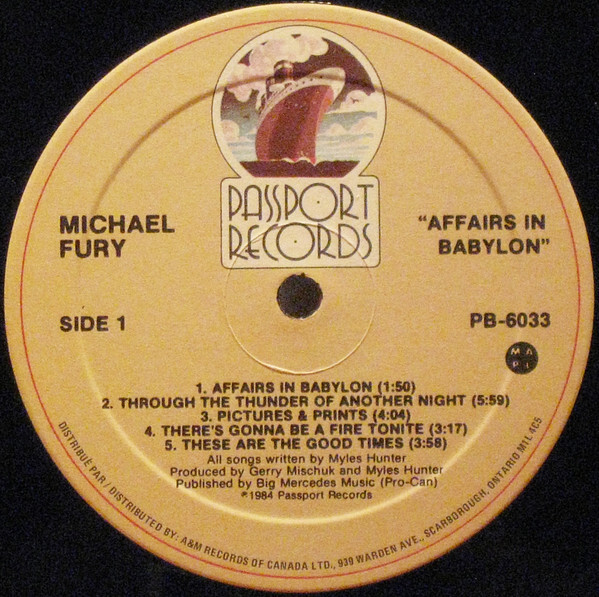 PASSPORT
RECORDS
MICHAEL
FURY
"AFFAIRS IN
BABYLON"
SIDE 1
PB-6033
M A
P L
1. AFFAIRS IN BABYLON (1:50)
2. THROUGH THE THUNDER OF ANOTHER NIGHT (5:59)
3. PICTURES & PRINTS (4:04)
4. THERE'S GONNA BE A FIRE TONITE (3:17)
5. THESE ARE THE GOOD TIMES (3:58)
All songs written by Myles Hunter
Produced by Gerry Mischuk and Myles Hunter
Published by Big Mercedes Music (Pro-Can)
℗1984 Passport Records
DISTRIBUÉ PAR / DISTRIBUTED BY: A&M RECORDS OF CANADA LTD., 939 WARDEN AVE., SCARBOROUGH, ONTARIO M1L 4C5